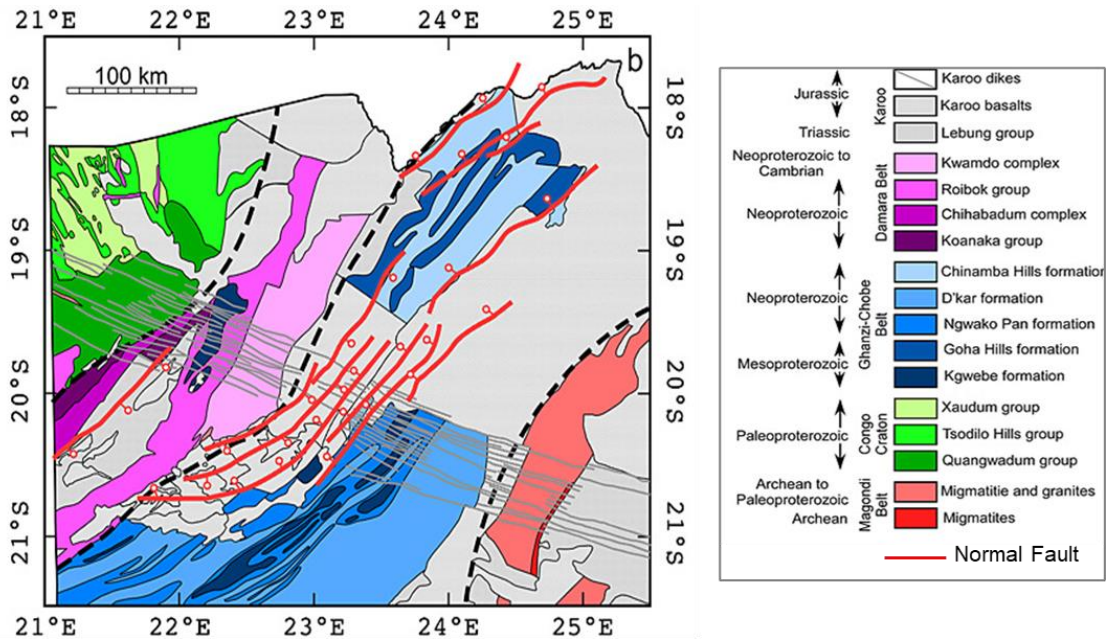 21°E 22°E 23°E 24°E 25°E
b
100 km
18°S
19°S
20°S
21°S
18°S
19°S
20°S
21°S
21°E 22°E 23°E 24°E 25°E
Jurassic
Triassic
Neoproterozoic to
Cambrian
Neoproterozoic
Neoproterozoic
Mesoproterozoic
Paleoproterozoic
Archean to
Paleoproterozoic
Archean
Karoo
Damara Belt
Ghanzi-Chobe
Belt
Congo
Craton
Magondi
Belt
Karoo dikes
Karoo basalts
Lebung group
Kwamdo complex
Roibok group
Chihabadum complex
Koanaka group
Chinamba Hills formation
D'kar formation
Ngwako Pan formation
Goha Hills formation
Kgwebe formation
Xaudum group
Tsodilo Hills group
Quangwadum group
Migmatitie and granites
Migmatites
Normal Fault